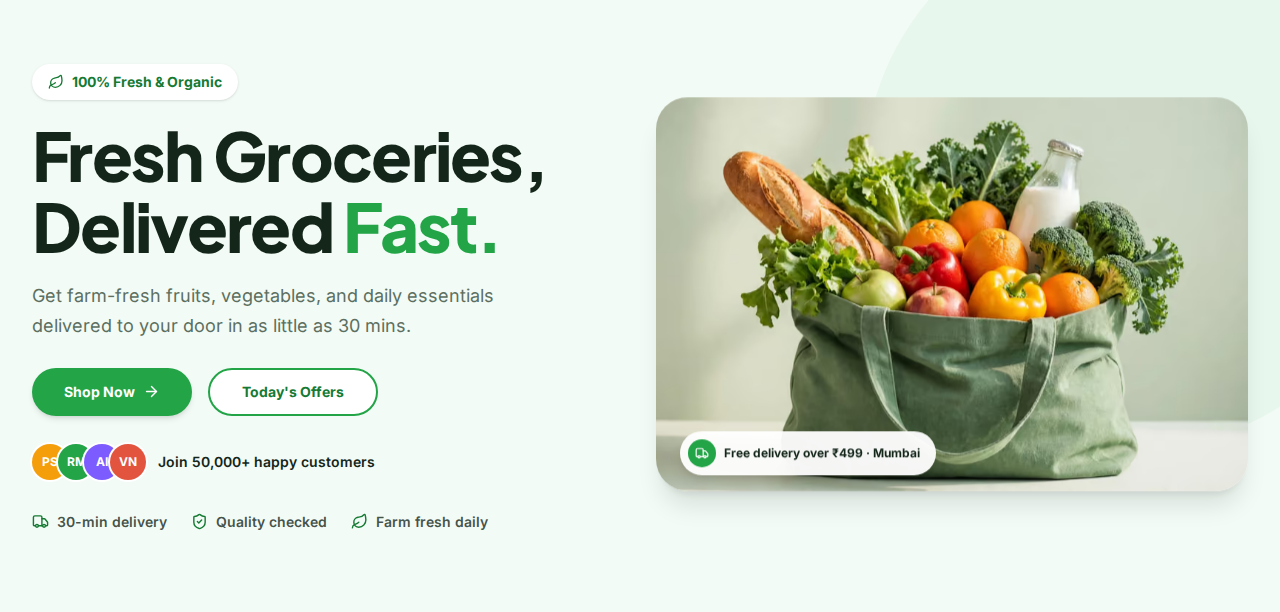 100% Fresh & Organic
Fresh Groceries,
Delivered Fast.
Get farm-fresh fruits, vegetables, and daily essentials
delivered to your door in as little as 30 mins.
Shop Now
Today's Offers
PS RM VN
Join 50,000+ happy customers
30-min delivery
Quality checked
Farm fresh daily
Free delivery over ₹499 · Mumbai